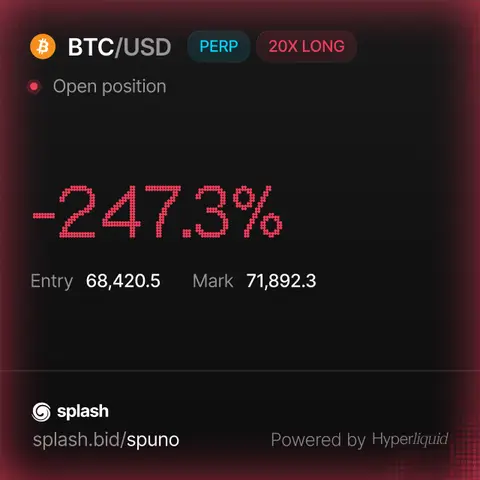 BTC/USD PERP 20X LONG
Open position
-247.3%
Entry 68,420.5 Mark 71,892.3
splash
splash.bid/spuno Powered by Hyperliquid